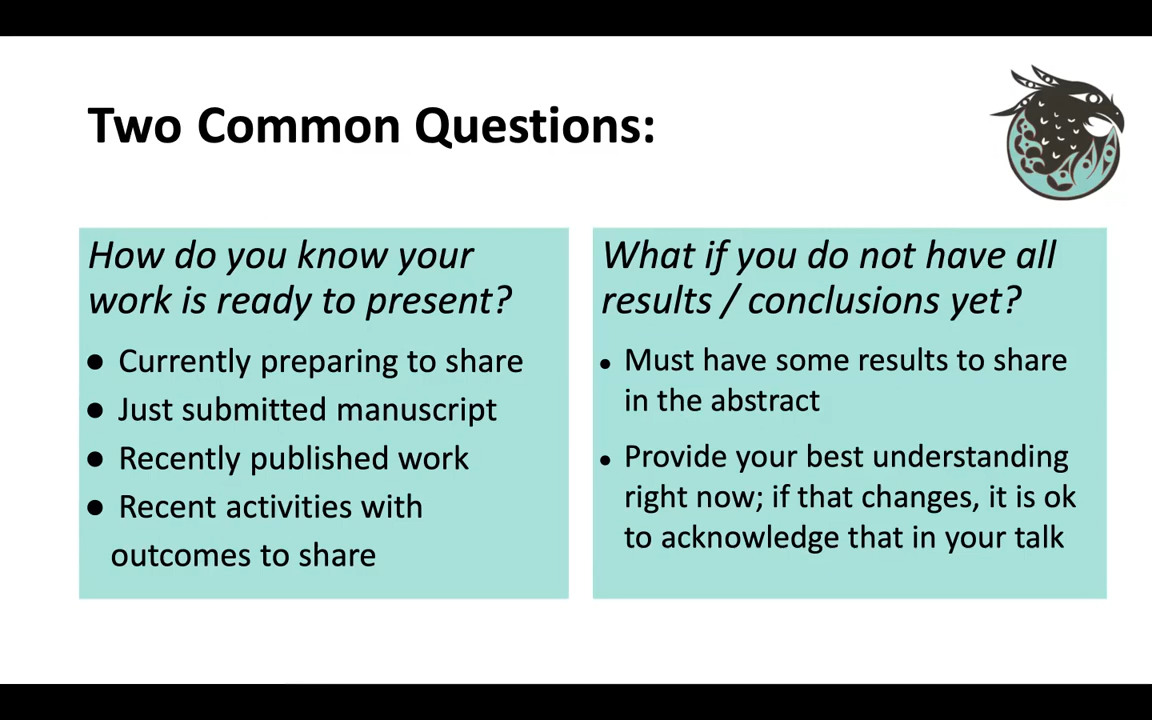 Two Common Questions:
How do you know your
work is ready to present?
● Currently preparing to share
● Just submitted manuscript
● Recently published work
● Recent activities with
outcomes to share
What if you do not have all
results / conclusions yet?
• Must have some results to share
in the abstract
• Provide your best understanding
right now; if that changes, it is ok
to acknowledge that in your talk